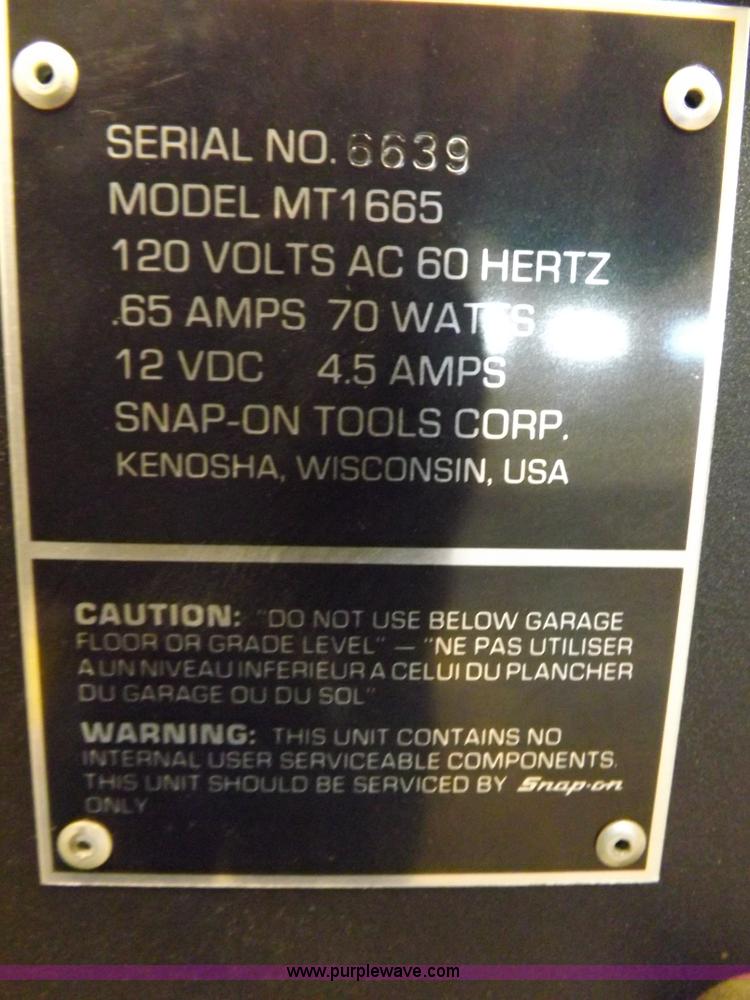 SERIAL NO. 6639
MODEL MT1665
120 VOLTS AC 60 HERTZ
.65 AMPS 70 WATTS
12 VDC 4.5 AMPS
SNAP-ON TOOLS CORP.
KENOSHA, WISCONSIN, USA
CAUTION: "DO NOT USE BELOW GARAGE
FLOOR OR GRADE LEVEL" — "NE PAS UTILISER
A UN NIVEAU INFERIEUR A CELUI DU PLANCHER
DU GARAGE OU DU SOL"
WARNING: THIS UNIT CONTAINS NO
INTERNAL USER SERVICEABLE COMPONENTS.
THIS UNIT SHOULD BE SERVICED BY Snap-on
ONLY
www.purplewave.com